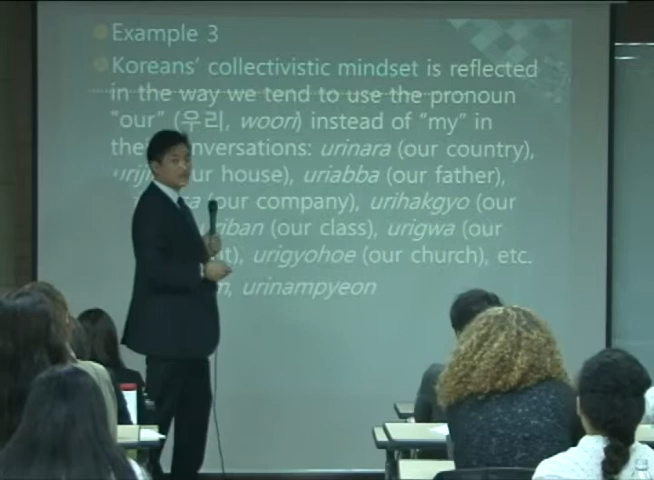 Example 3
Koreans' collectivistic mindset is reflected
in the way we tend to use the pronoun
"our" (우리, woori) instead of "my" in
the conversations: urinara (our country),
(our house), uriabba (our father),
(our company), urihakgyo (our
(our class), urigwa (our
urigyohoe (our church), etc.
urinampyeon